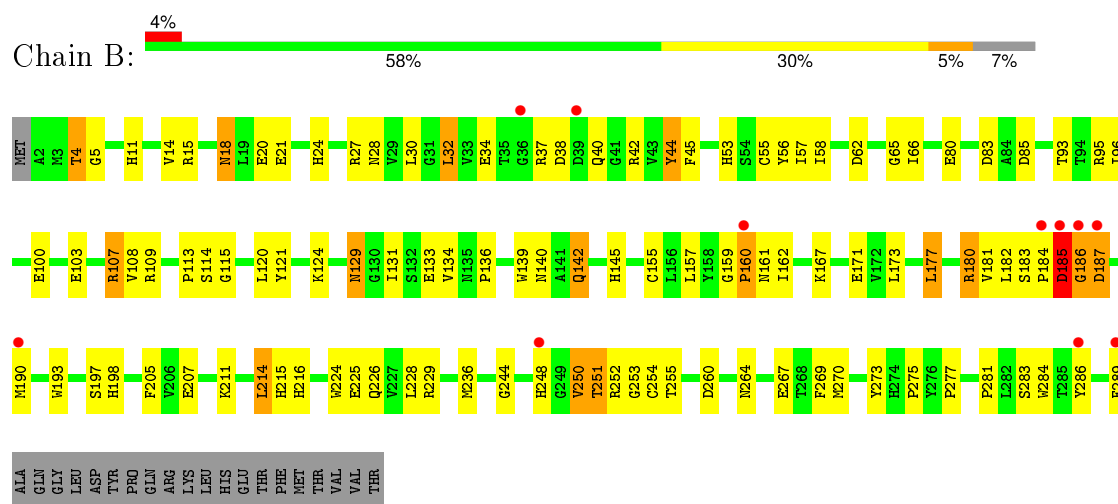 4%
Chain B:
58% 30% 5% 7%
MET A2 M3 T4 G5 H11 V14 R15 N18 L19 E20 E21 H24 R27 N28 V29 L30 G31 L32 V33 E34 T35 G36 R37 D38 D39 Q40 G41 R42 V43 Y44 F45 H53 S54 C55 Y56 I57 I58 D62 G65 I66 E80 D83 A84 D85 T93 T94 R95 I96
E100 E103 R107 V108 R109 P113 S114 G115 L120 Y121 K124 N129 G130 I131 S132 E133 V134 N135 P136 W139 N140 A141 Q142 H145 C155 L156 L157 Y158 G159 P160 N161 I162 K167 E171 V172 L173 L177 R180 V181 L182 S183 P184 D185 G186 D187
M190 W193 S197 H198 F205 V206 E207 K211 L214 H215 H216 W224 E225 Q226 V227 L228 R229 M236 G244 H248 G249 V250 T251 R252 G253 C254 T255 D260 N264 E267 T268 F269 M270 Y273 H274 P275 Y276 P277 P281 L282 S283 W284 T285 Y286
ALA GLN GLY LEU ASP TYR PRO GLN ARG LYS LEU HIS GLU THR PHE MET THR VAL VAL THR